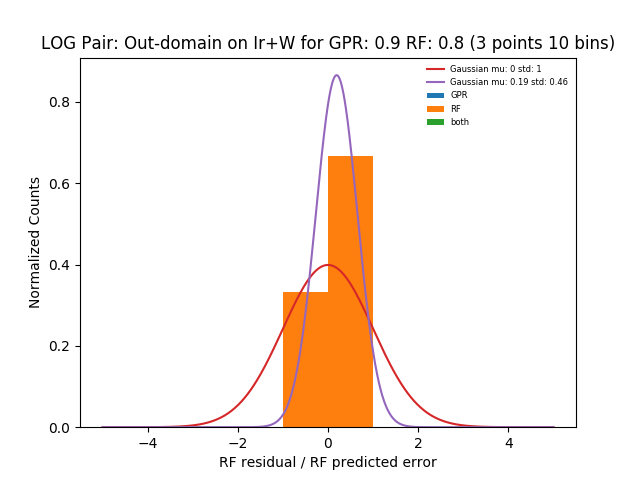 LOG Pair: Out-domain on Ir+W for GPR: 0.9 RF: 0.8 (3 points 10 bins)
Gaussian mu: 0 std: 1
Gaussian mu: 0.19 std: 0.46
GPR
RF
both
Normalized Counts
0.8
0.6
0.4
0.2
0.0
−4 −2 0 2 4
RF residual / RF predicted error